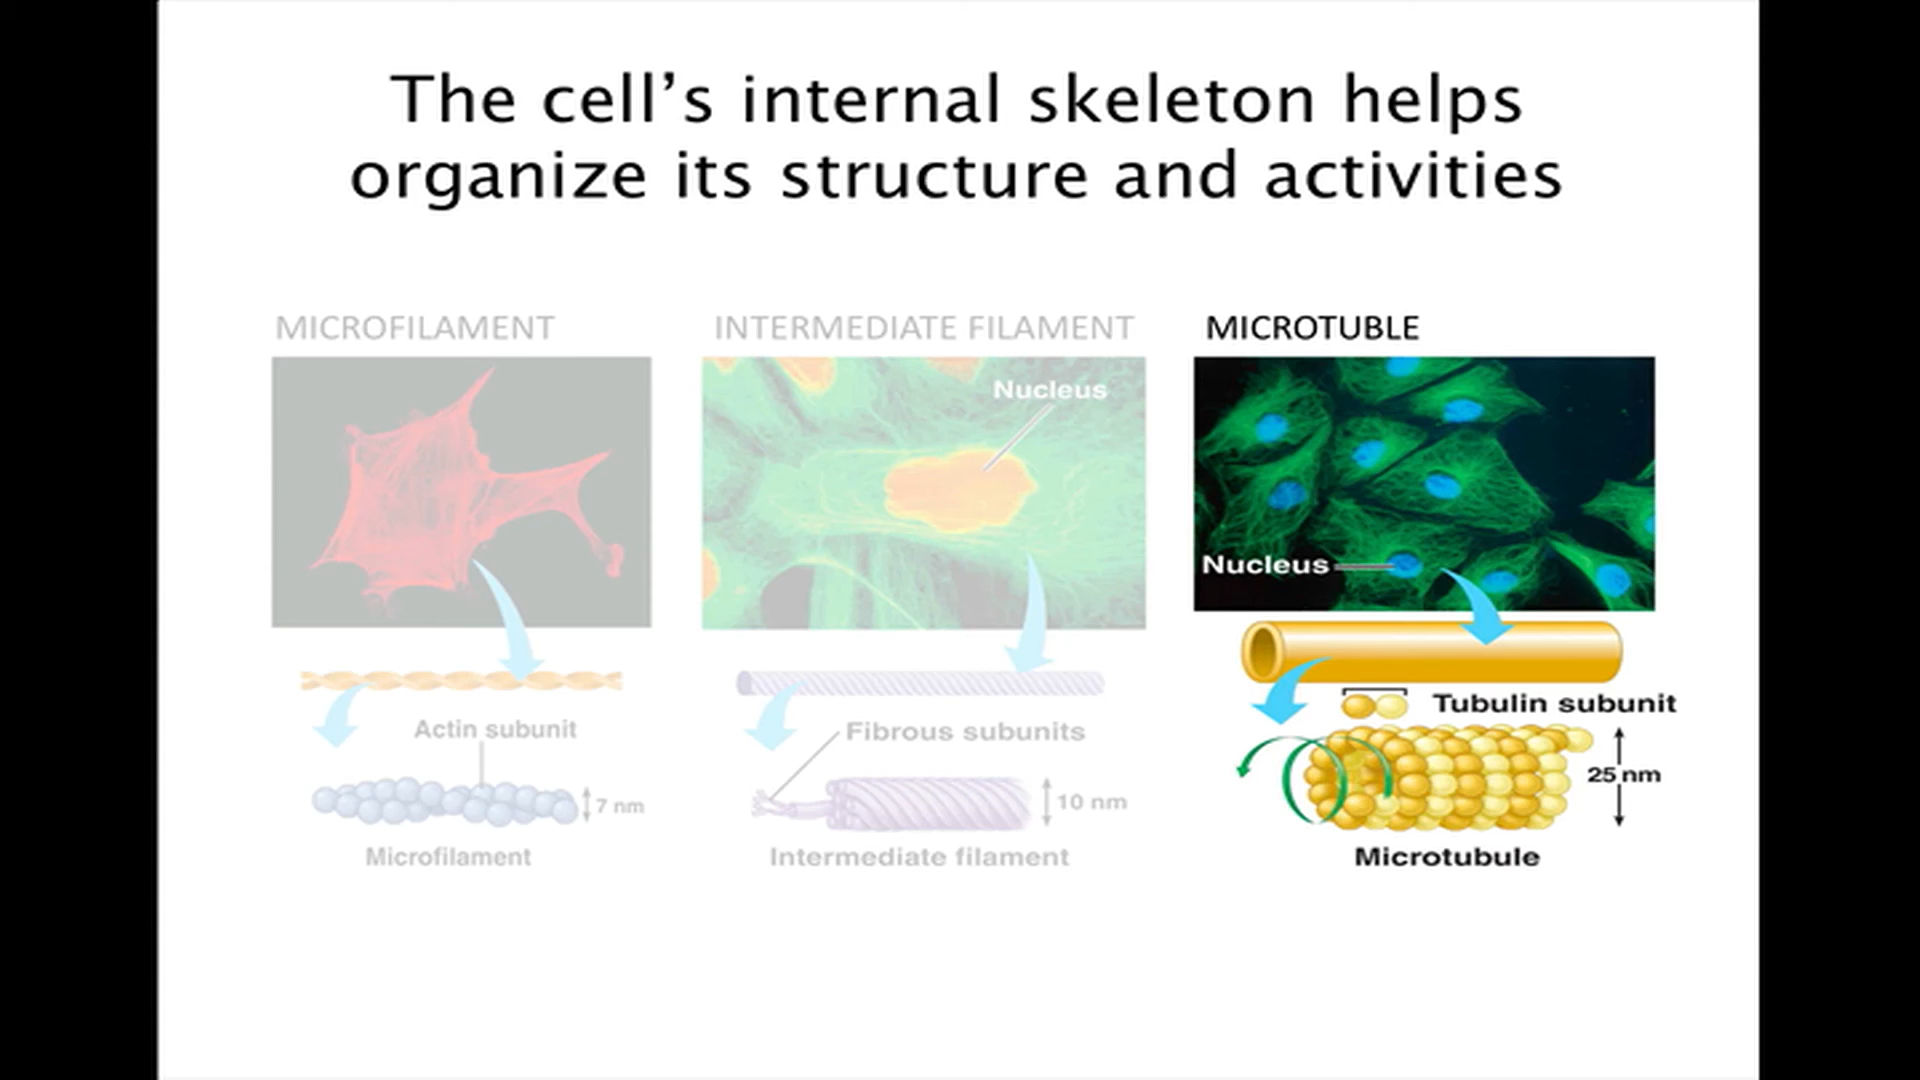 The cell’s internal skeleton helps
organize its structure and activities
MICROFILAMENT
INTERMEDIATE FILAMENT
MICROTUBLE
Nucleus
Nucleus
Actin subunit
7 nm
Microfilament
Fibrous subunits
10 nm
Intermediate filament
Tubulin subunit
25 nm
Microtubule